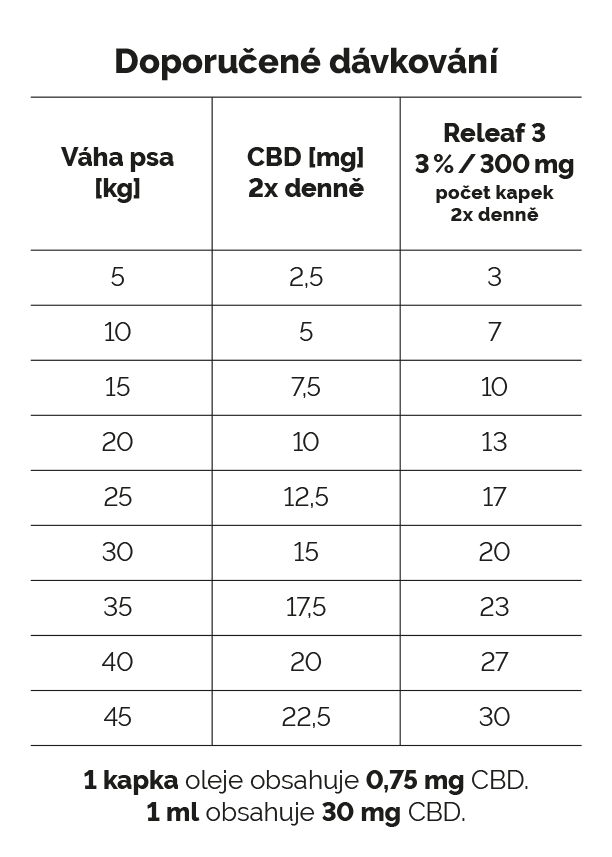 Doporučené dávkování
Váha psa
[kg]
CBD [mg]
2x denně
Releaf 3
3 % / 300 mg
počet kapek
2x denně
5 2,5 3
10 5 7
15 7,5 10
20 10 13
25 12,5 17
30 15 20
35 17,5 23
40 20 27
45 22,5 30
1 kapka oleje obsahuje 0,75 mg CBD.
1 ml obsahuje 30 mg CBD.